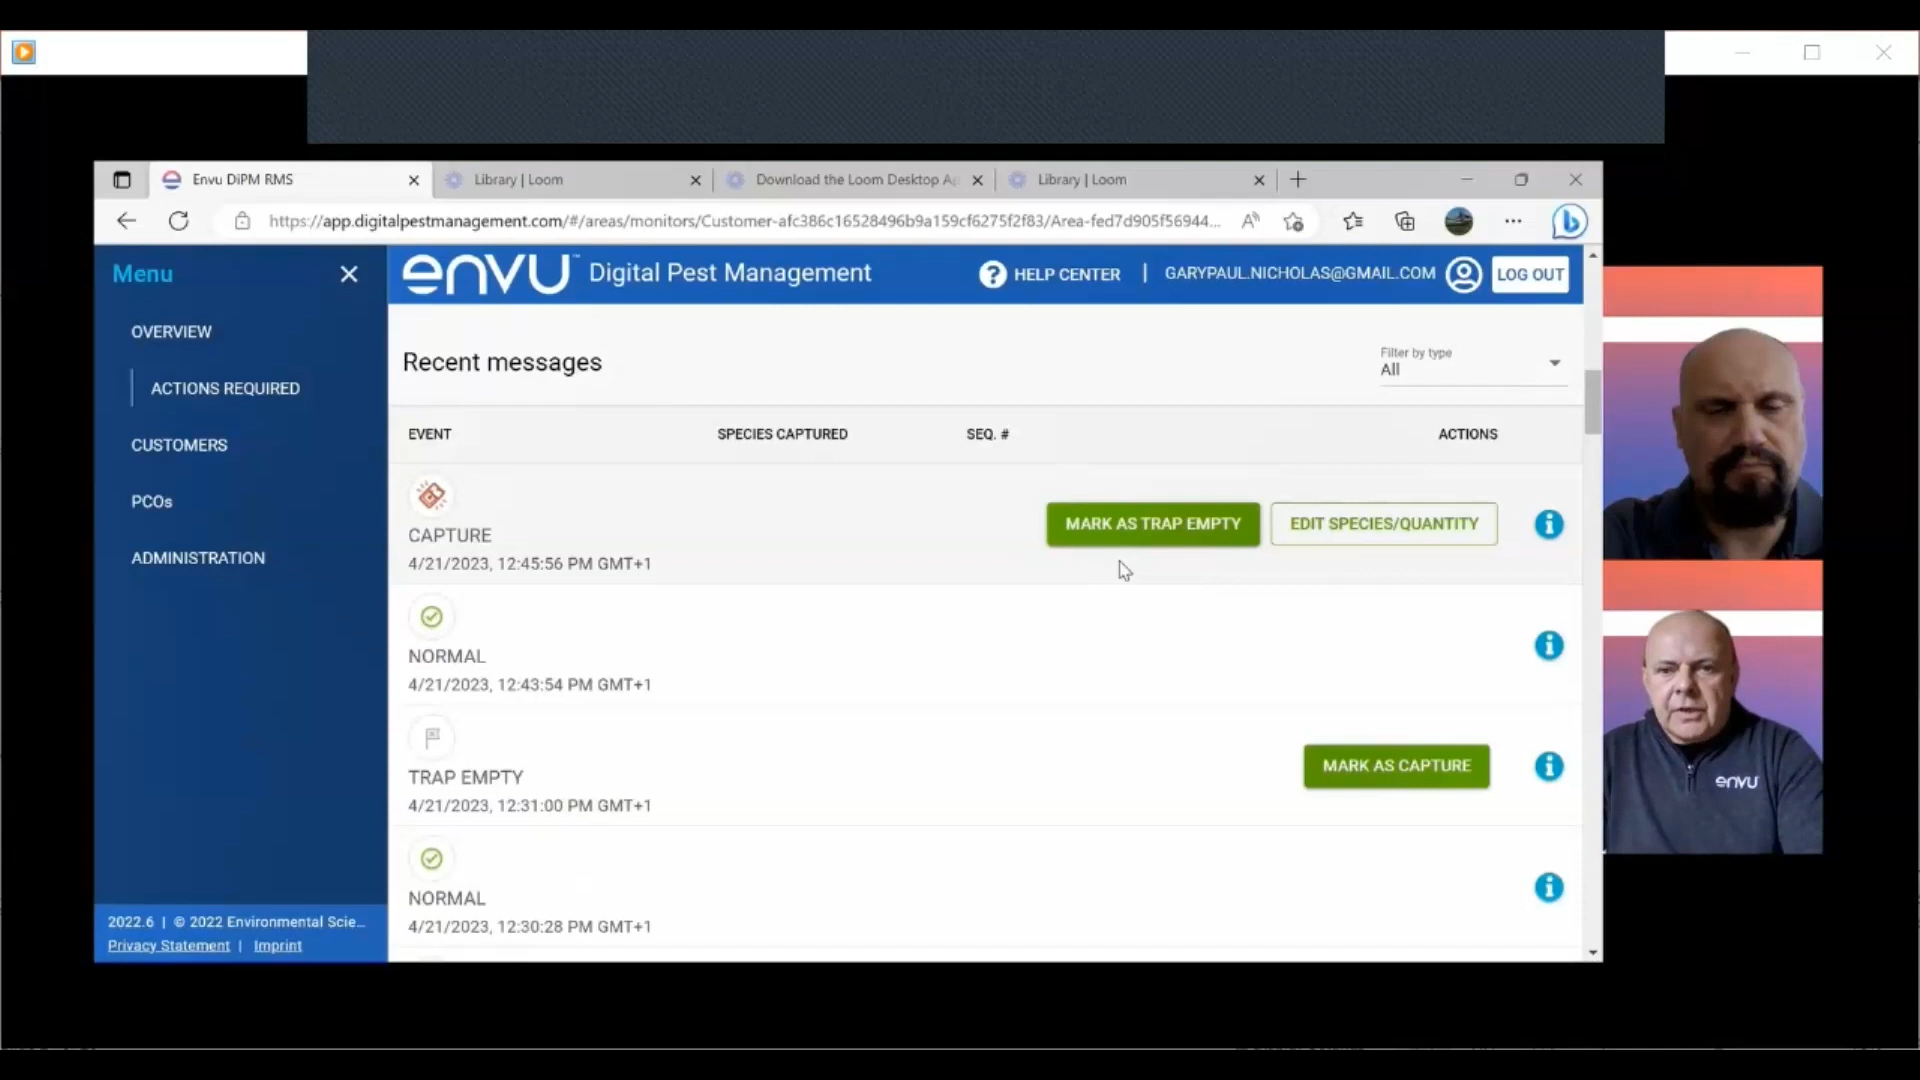 Envu DiPM RMS
Library | Loom
Download the Loom Desktop Ap
Library | Loom
https://app.digitalpestmanagement.com/#/areas/monitors/Customer-afc386c16528496b9a159cf6275f2f83/Area-fed7d905f56944...
Menu
envu Digital Pest Management
HELP CENTER | GARYPAUL.NICHOLAS@GMAIL.COM LOG OUT
OVERVIEW
ACTIONS REQUIRED
CUSTOMERS
PCOs
ADMINISTRATION
Recent messages
Filter by type
All
EVENT SPECIES CAPTURED SEQ. # ACTIONS
CAPTURE
4/21/2023, 12:45:56 PM GMT+1
MARK AS TRAP EMPTY EDIT SPECIES/QUANTITY
NORMAL
4/21/2023, 12:43:54 PM GMT+1
TRAP EMPTY
4/21/2023, 12:31:00 PM GMT+1
MARK AS CAPTURE
NORMAL
4/21/2023, 12:30:28 PM GMT+1
2022.6 | © 2022 Environmental Scie...
Privacy Statement | Imprint
envu